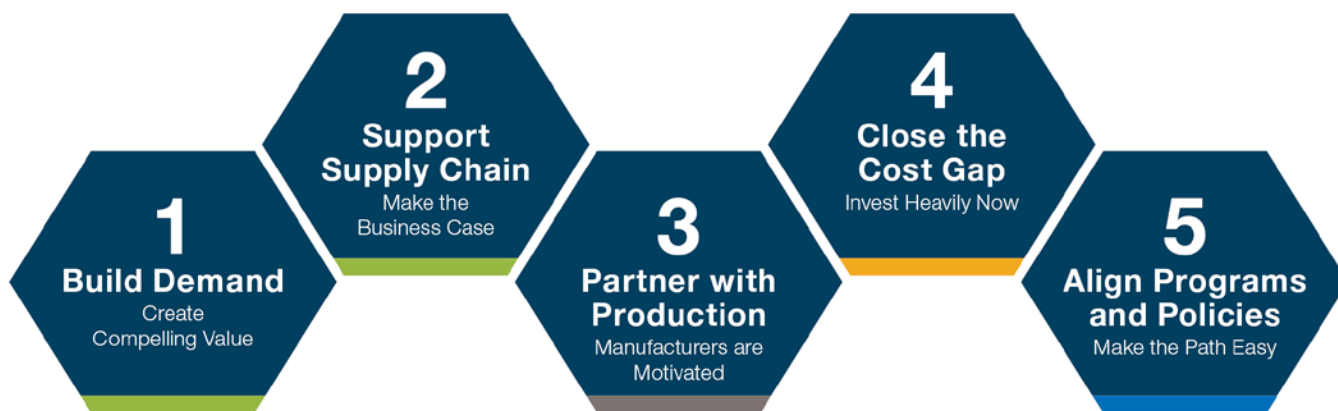 1
Build Demand
Create
Compelling Value
2
Support
Supply Chain
Make the
Business Case
3
Partner with
Production
Manufacturers are
Motivated
4
Close the
Cost Gap
Invest Heavily Now
5
Align Programs
and Policies
Make the Path Easy